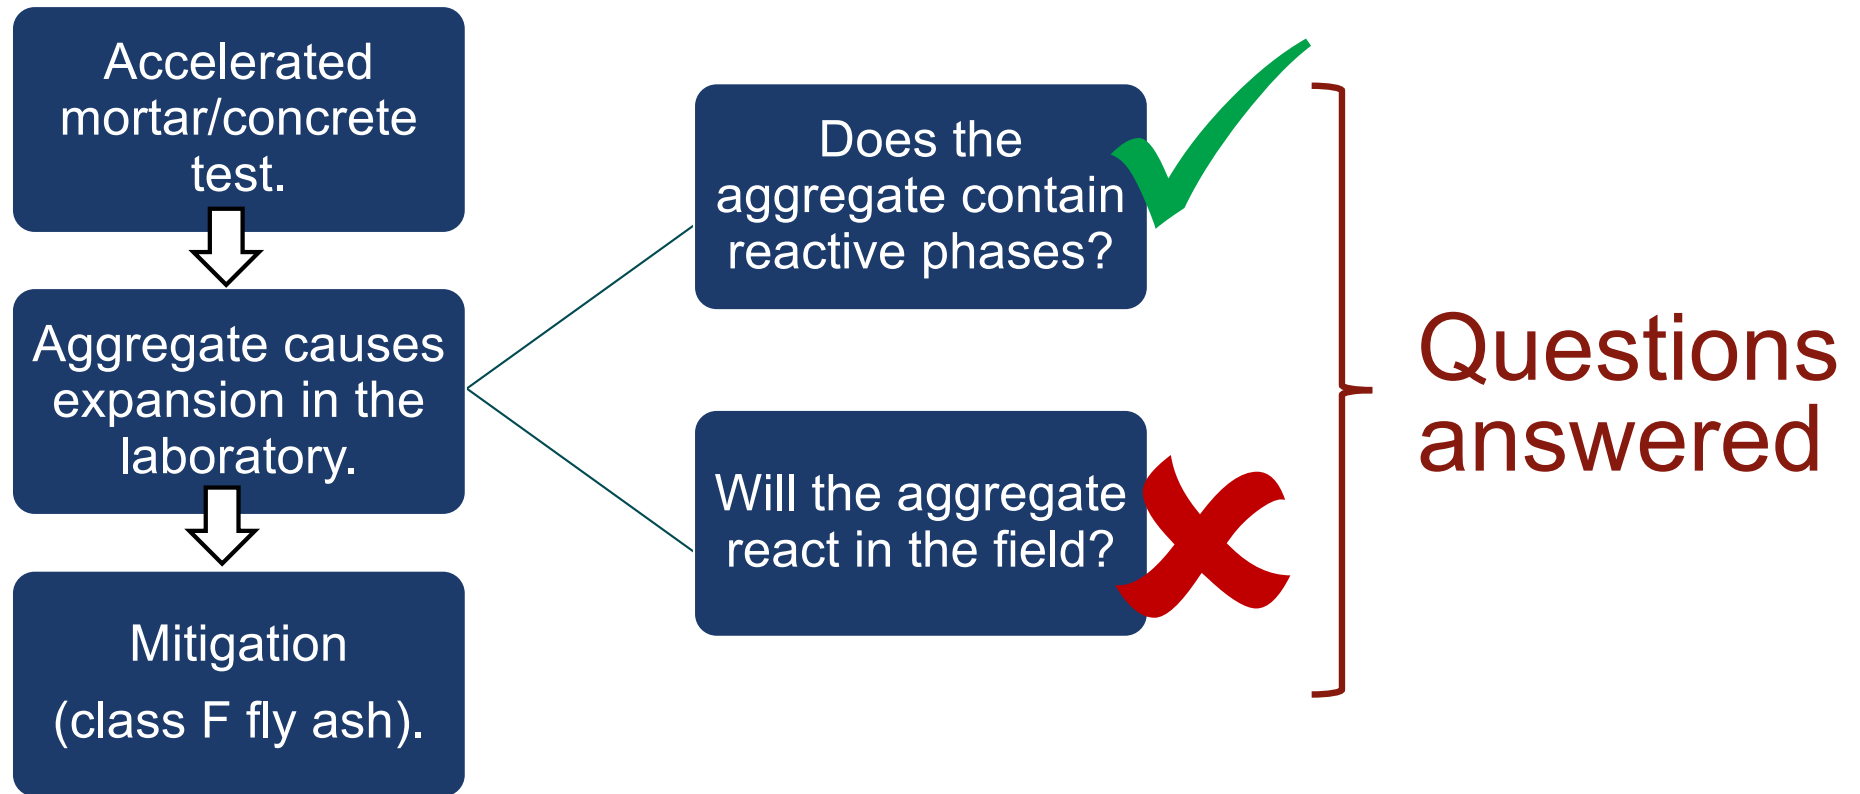 Accelerated
mortar/concrete
test.
Aggregate causes
expansion in the
laboratory.
Mitigation
(class F fly ash).
Does the
aggregate contain
reactive phases?
Will the aggregate
react in the field?
Questions
answered